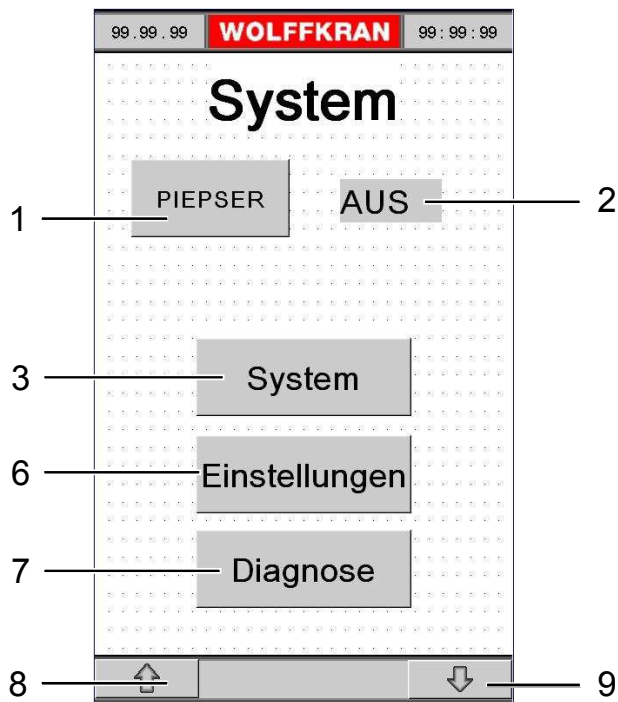 99.99.99 WOLFFKRAN 99:99:99
System
PIEPSER AUS
1 2
3 System
6 Einstellungen
7 Diagnose
8 9